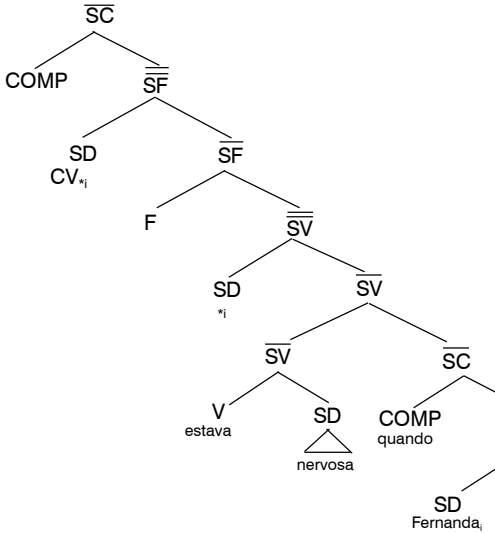 SC
COMP
SF
SD
CV*i
SF
F
SV
SD
*i
SV
SV
SC
V
estava
SD
nervosa
COMP
quando
SD
Fernandai